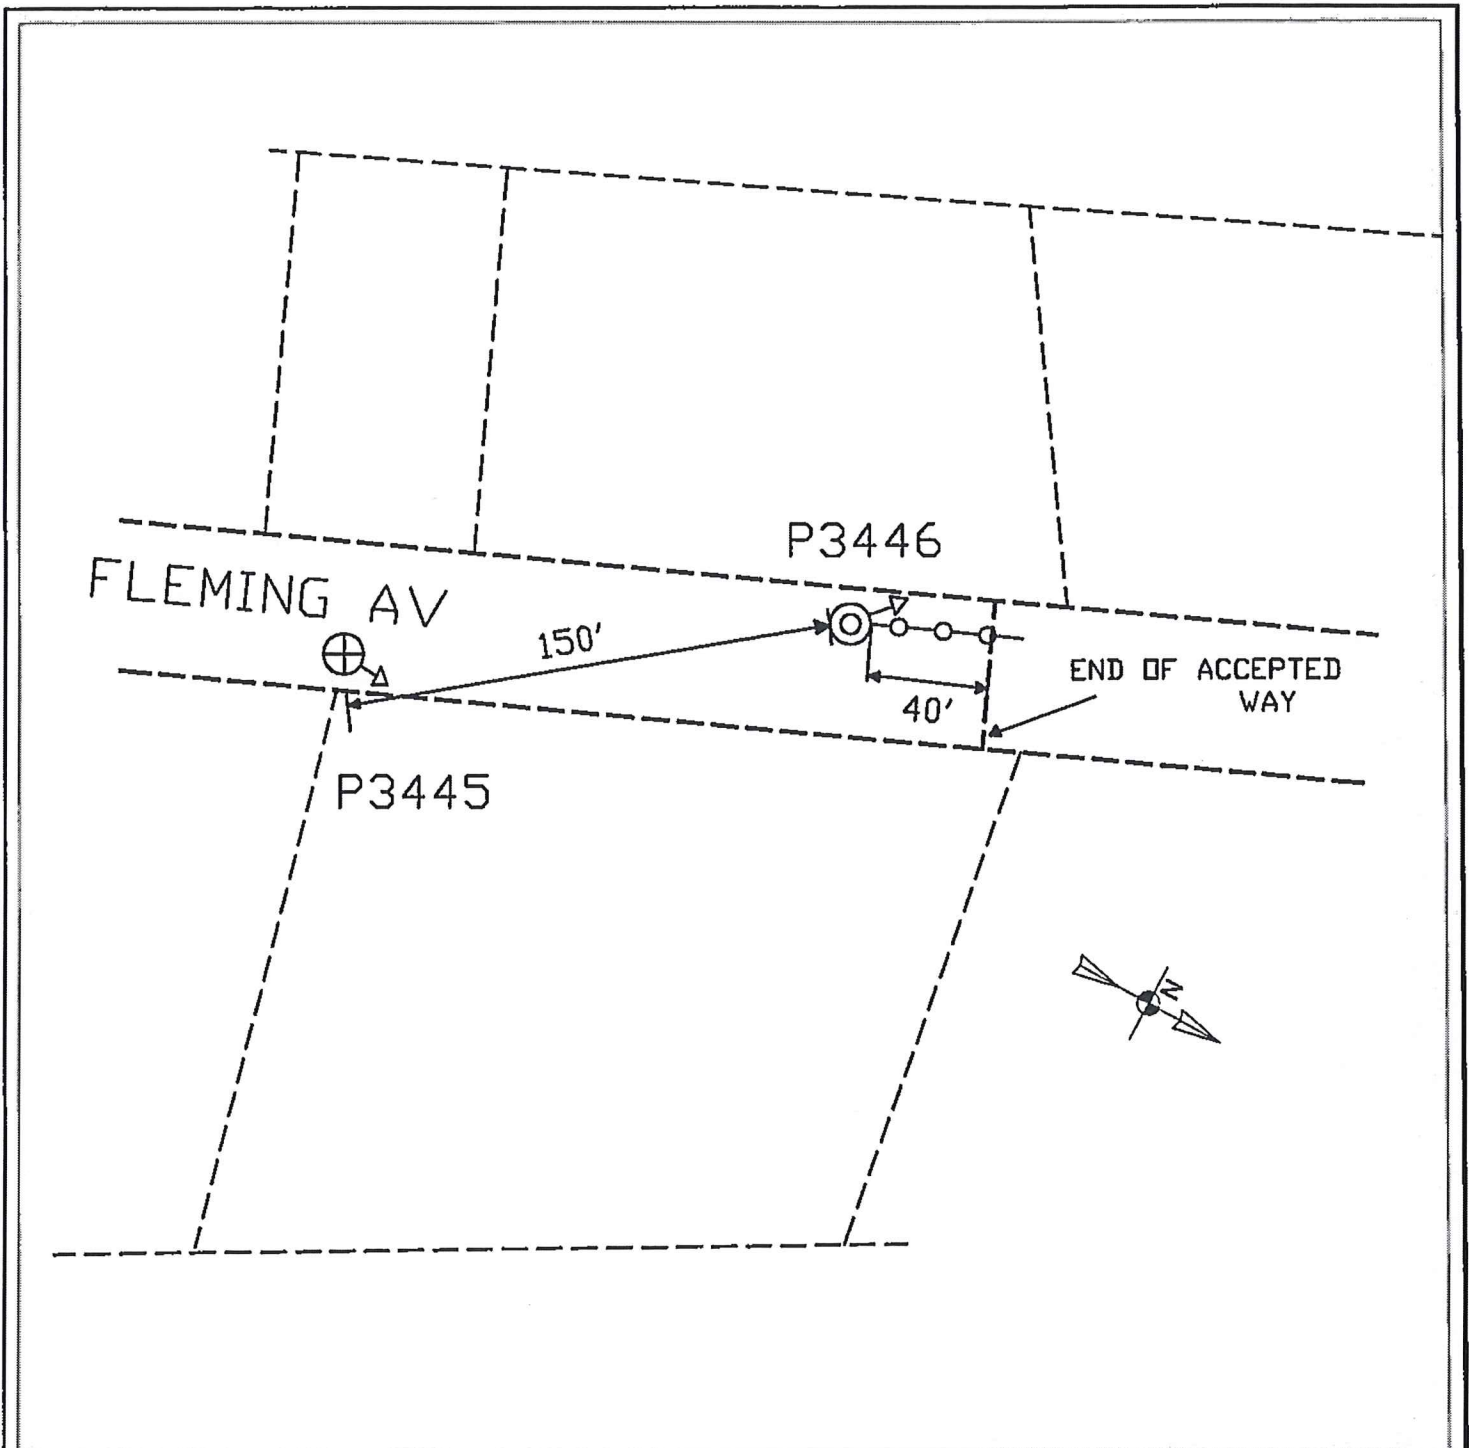 P3446
FLEMING AV
150'
END OF ACCEPTED
WAY
40'
P3445
N